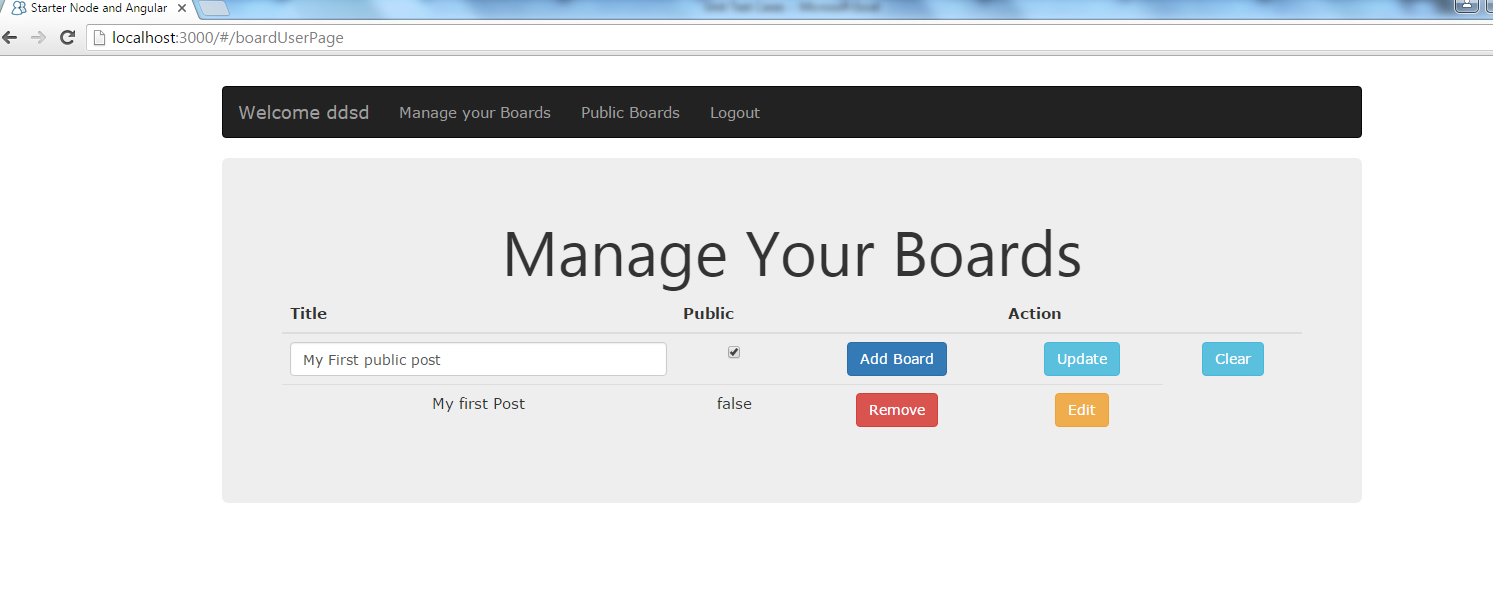 Starter Node and Angular
localhost:3000/#/boardUserPage
Welcome ddsd Manage your Boards Public Boards Logout
Manage Your Boards
Title Public Action
My First public post Add Board Update Clear
My first Post false Remove Edit